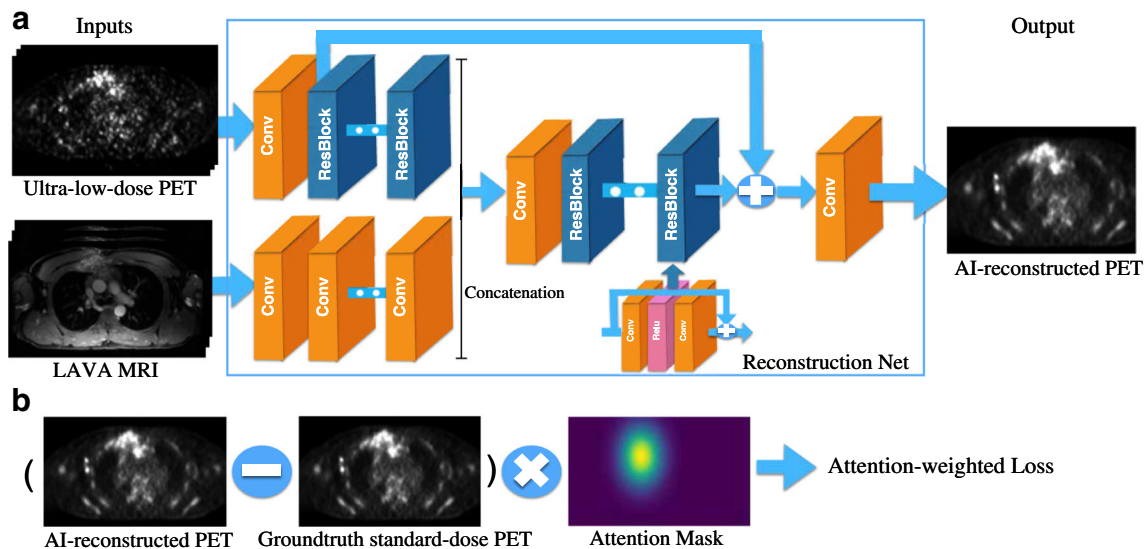 a
Inputs
Output
Conv
ResBlock
ResBlock
Ultra-low-dose PET
Conv
Conv
Conv
LAVA MRI
Concatenation
Conv
ResBlock
ResBlock
Conv
AI-reconstructed PET
Conv
Relu
Conv
Reconstruction Net
b
(
)
Attention-weighted Loss
AI-reconstructed PET
Groundtruth standard-dose PET
Attention Mask